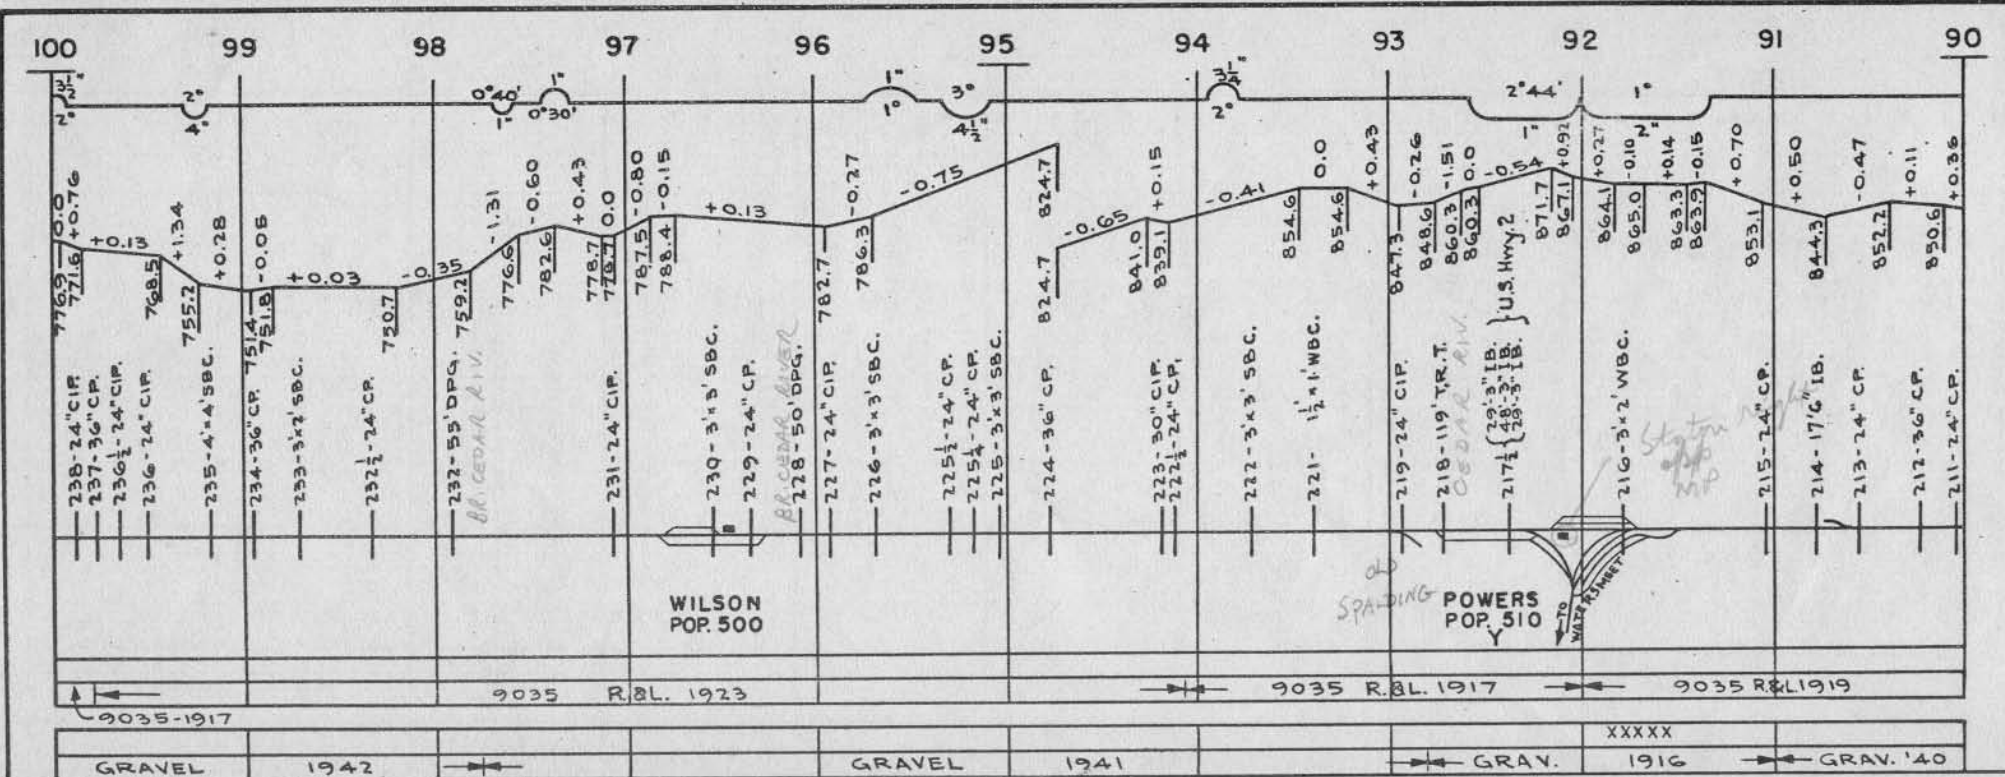 100 99 98 97 96 95 94 93 92 91 90
3½" 2° 0°40' 1° 1° 3° 3¼" 2°44' 1°
2° 4" 1" 0°30' 1° 4½" 2° 1" 2"
0.0 +0.76 +0.13 +1.34 +0.28 -0.05 +0.03 -0.35 -1.31 -0.60 +0.43 0.0 -0.80 -0.15 +0.13 -0.27 -0.75 -0.65 +0.15 -0.41 0.0 +0.43 -0.26 -1.51 0.0 -0.54 +0.92 +0.27 -0.10 +0.14 -0.15 +0.70 +0.50 -0.47 +0.11 +0.36
776.9 771.6 768.5 755.2 751.4 751.8 750.7 759.2 776.6 782.6 778.7 778.7 787.5 788.4 782.7 786.3 824.7 824.7 841.0 839.1 854.6 854.6 847.3 848.6 860.3 860.3 871.7 867.1 864.1 865.0 863.3 863.9 853.1 844.3 852.2 850.6
238-24" CIP.
237-36" CP.
236½-24" CIP.
236-24" CIP.
235-4'x4' SBC.
234-36" CP.
233-3'x2' SBC.
232½-24" CP.
232-55' DPG.
BR. CEDAR RIV.
231-24" CIP.
230-3'x3' SBC.
229-24" CP.
BR. CEDAR RIVER
228-50' DPG.
227-24" CIP.
226-3'x3' SBC.
225½-24" CP.
225¼-24" CP.
225-3'x3' SBC.
224-36" CP.
223-30" CIP.
222½-24" CP.
222-3'x3' SBC.
221-1½'x1' WBC.
219-24" CIP.
218-119' T.R.T.
CEDAR RIV.
217½ { 29'-3" IB.
48'-3" IB.
29'-3" IB. } U.S. Hwy. 2
216-3'x2' WBC.
Station right
opp
MP
215-24" CP.
214-17'6" IB.
213-24" CP.
212-36" CP.
211-24" CP.
WILSON
POP. 500
OLD
SPALDING
POWERS
POP. 510
Y
TO
WATERSMEET
9035 R.&L. 1923 9035 R.&L. 1917 9035 R&L 1919
9035-1917
XXXXX
GRAVEL 1942 GRAVEL 1941 GRAV. 1916 GRAV. '40